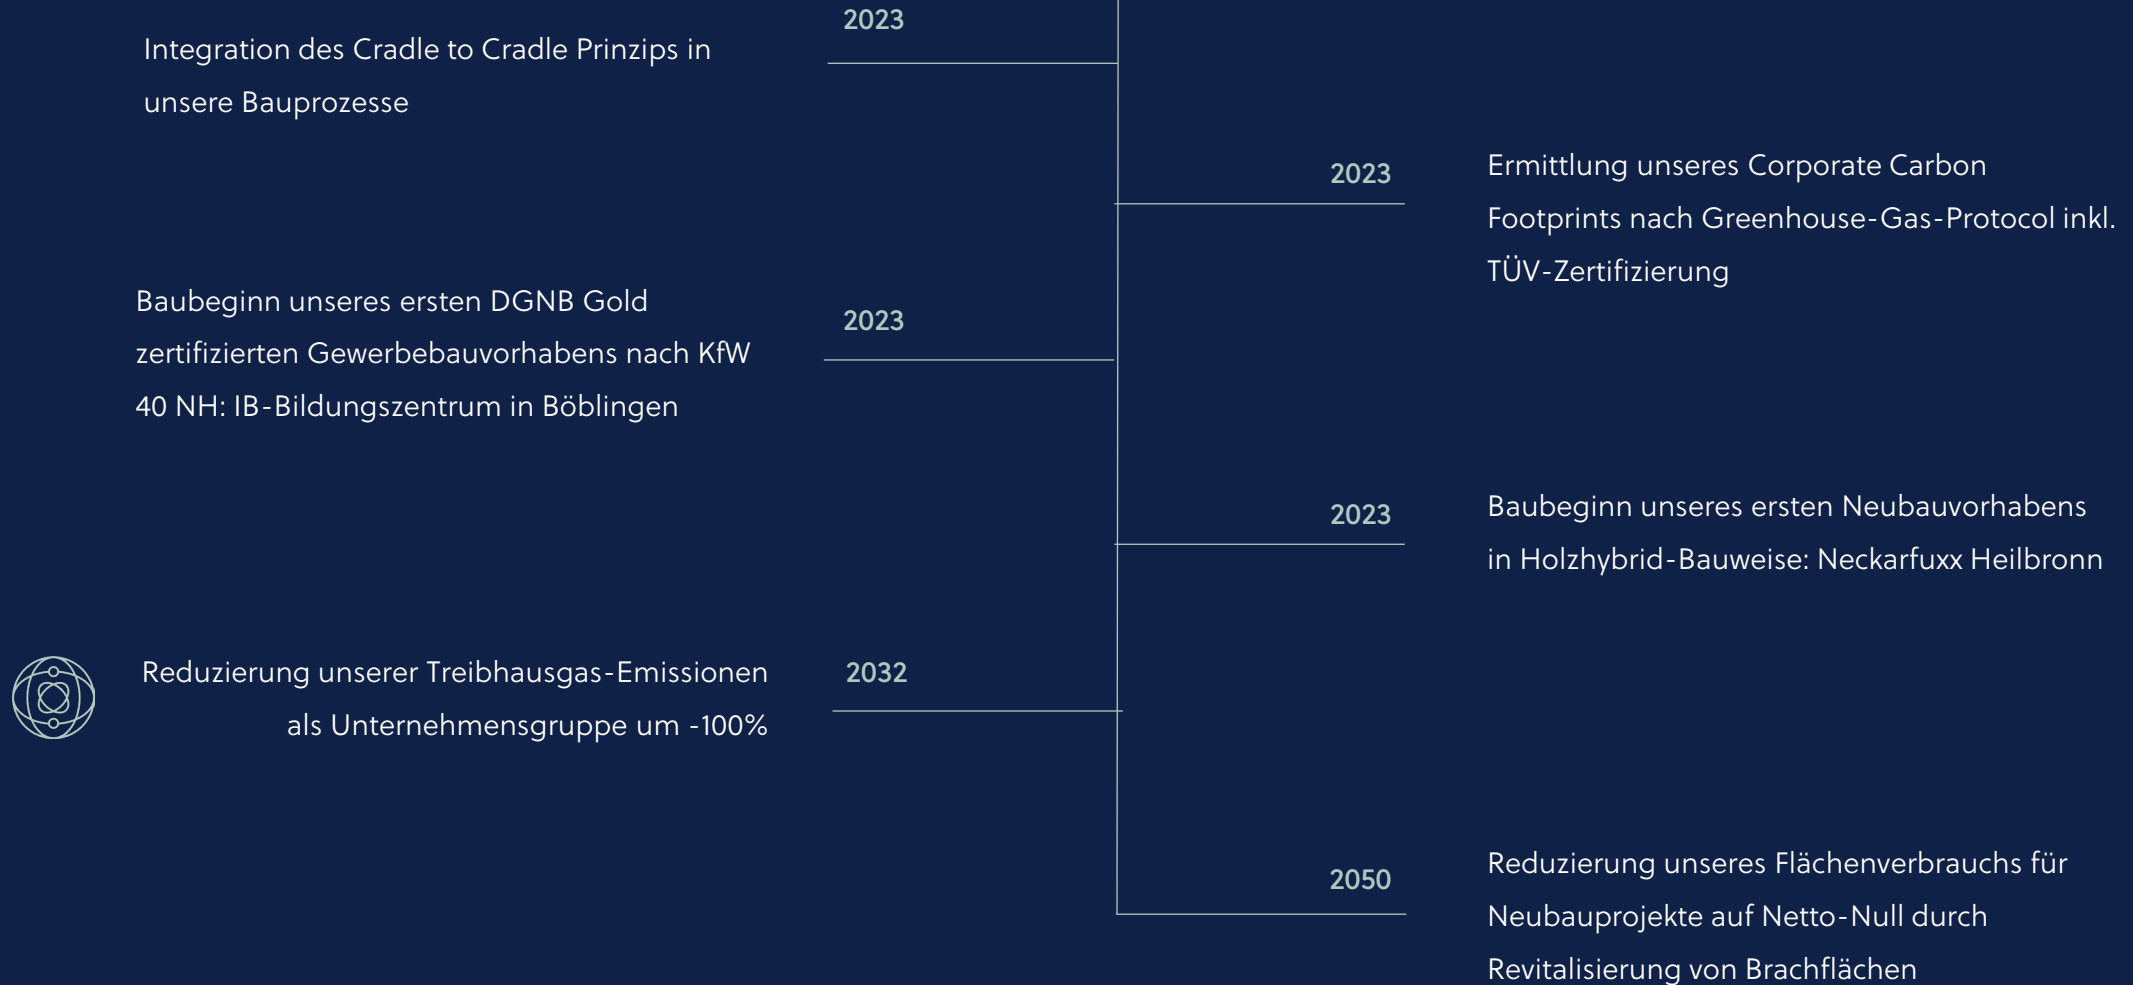 2023
Integration des Cradle to Cradle Prinzips in
unsere Bauprozesse
2023
Ermittlung unseres Corporate Carbon
Footprints nach Greenhouse-Gas-Protocol inkl.
TÜV-Zertifizierung
Baubeginn unseres ersten DGNB Gold
zertifizierten Gewerbebauvorhabens nach KfW
40 NH: IB-Bildungszentrum in Böblingen
2023
2023
Baubeginn unseres ersten Neubauvorhabens
in Holzhybrid-Bauweise: Neckarfuxx Heilbronn
Reduzierung unserer Treibhausgas-Emissionen
als Unternehmensgruppe um -100%
2032
2050
Reduzierung unseres Flächenverbrauchs für
Neubauprojekte auf Netto-Null durch
Revitalisierung von Brachflächen